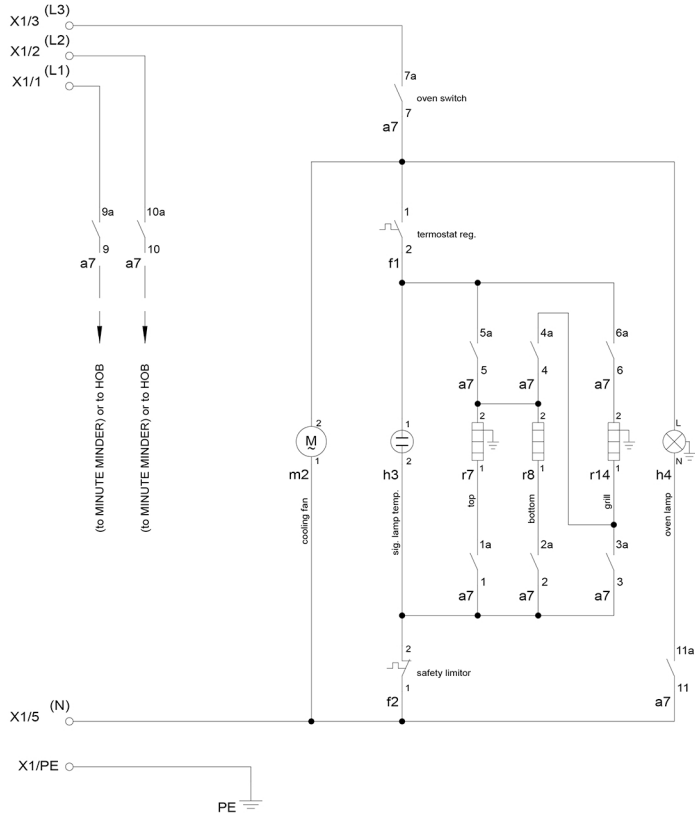 X1/3 (L3)
X1/2 (L2)
X1/1 (L1)
7a
oven switch
7
a7
9a
10a
9
10
a7
a7
1
termostat reg.
2
f1
5a
4a
6a
5
4
6
a7
a7
a7
(to MINUTE MINDER) or to HOB
(to MINUTE MINDER) or to HOB
2
1
2
2
2
L
M
~
1
2
1
1
1
N
m2
h3
r7
r8
r14
h4
cooling fan
sig. lamp temp.
top
bottom
grill
oven lamp
1a
2a
3a
1
2
3
a7
a7
a7
2
safety limitor
1
f2
11a
11
a7
X1/5 (N)
X1/PE
PE